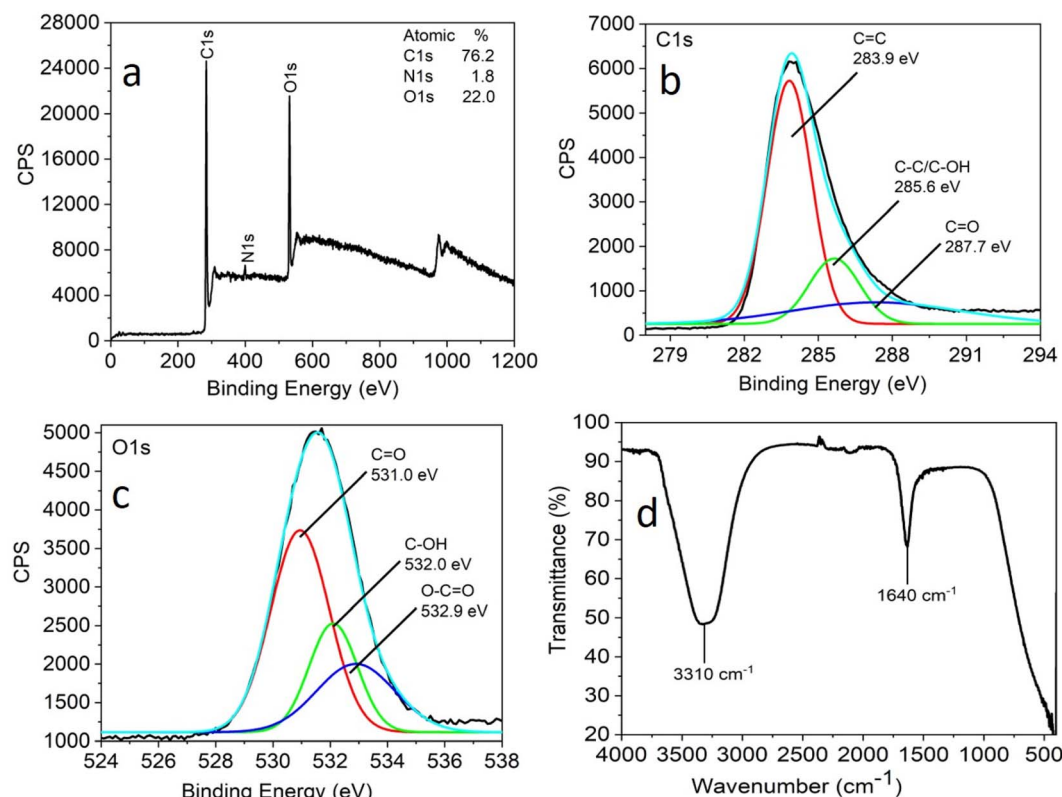 a
28000
24000
20000
16000
12000
8000
4000
0
CPS
C1s
N1s
O1s
Atomic %
C1s 76.2
N1s 1.8
O1s 22.0
0 200 400 600 800 1000 1200
Binding Energy (eV)
b
C1s
7000
6000
5000
4000
3000
2000
1000
0
CPS
C=C
283.9 eV
C-C/C-OH
285.6 eV
C=O
287.7 eV
279 282 285 288 291 294
Binding Energy (eV)
c
O1s
5000
4500
4000
3500
3000
2500
2000
1500
1000
CPS
C=O
531.0 eV
C-OH
532.0 eV
O-C=O
532.9 eV
524 526 528 530 532 534 536 538
Binding Energy (eV)
d
100
90
80
70
60
50
40
30
20
Transmittance (%)
1640 cm⁻¹
3310 cm⁻¹
4000 3500 3000 2500 2000 1500 1000 500
Wavenumber (cm⁻¹)